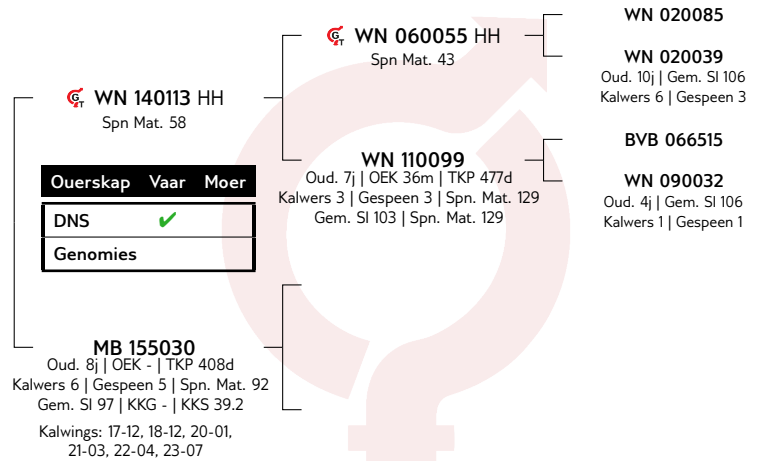 WN 140113 HH
Spn Mat. 58
Ouerskap Vaar Moer
DNS ✔
Genomies
MB 155030
Oud. 8j | OEK - | TKP 408d
Kalwers 6 | Gespeen 5 | Spn. Mat. 92
Gem. SI 97 | KKG - | KKS 39.2
Kalwings: 17-12, 18-12, 20-01,
21-03, 22-04, 23-07
WN 060055 HH
Spn Mat. 43
WN 110099
Oud. 7j | OEK 36m | TKP 477d
Kalwers 3 | Gespeen 3 | Spn. Mat. 129
Gem. SI 103 | Spn. Mat. 129
WN 020085
WN 020039
Oud. 10j | Gem. SI 106
Kalwers 6 | Gespeen 3
BVB 066515
WN 090032
Oud. 4j | Gem. SI 106
Kalwers 1 | Gespeen 1